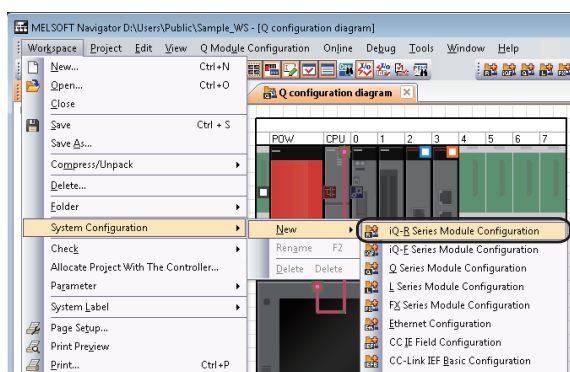 MELSOFT Navigator D:\Users\Public\Sample_WS - [Q configuration diagram]
Workspace Project Edit View Q Module Configuration Online Debug Tools Window Help
New... Ctrl+N
Open... Ctrl+O
Close
Q configuration diagram
Save Ctrl + S
Save As...
POW CPU 0 1 2 3 4 5 6 7
Compress/Unpack
Delete...
Folder
System Configuration
New
iQ-R Series Module Configuration
Check
Rename F2
iQ-F Series Module Configuration
Allocate Project With The Controller...
Delete Delete
Q Series Module Configuration
Parameter
L Series Module Configuration
System Label
FX Series Module Configuration
Page Setup...
Ethernet Configuration
Print Preview
CC IE Field Configuration
Print... Ctrl+P
CC-Link IEF Basic Configuration